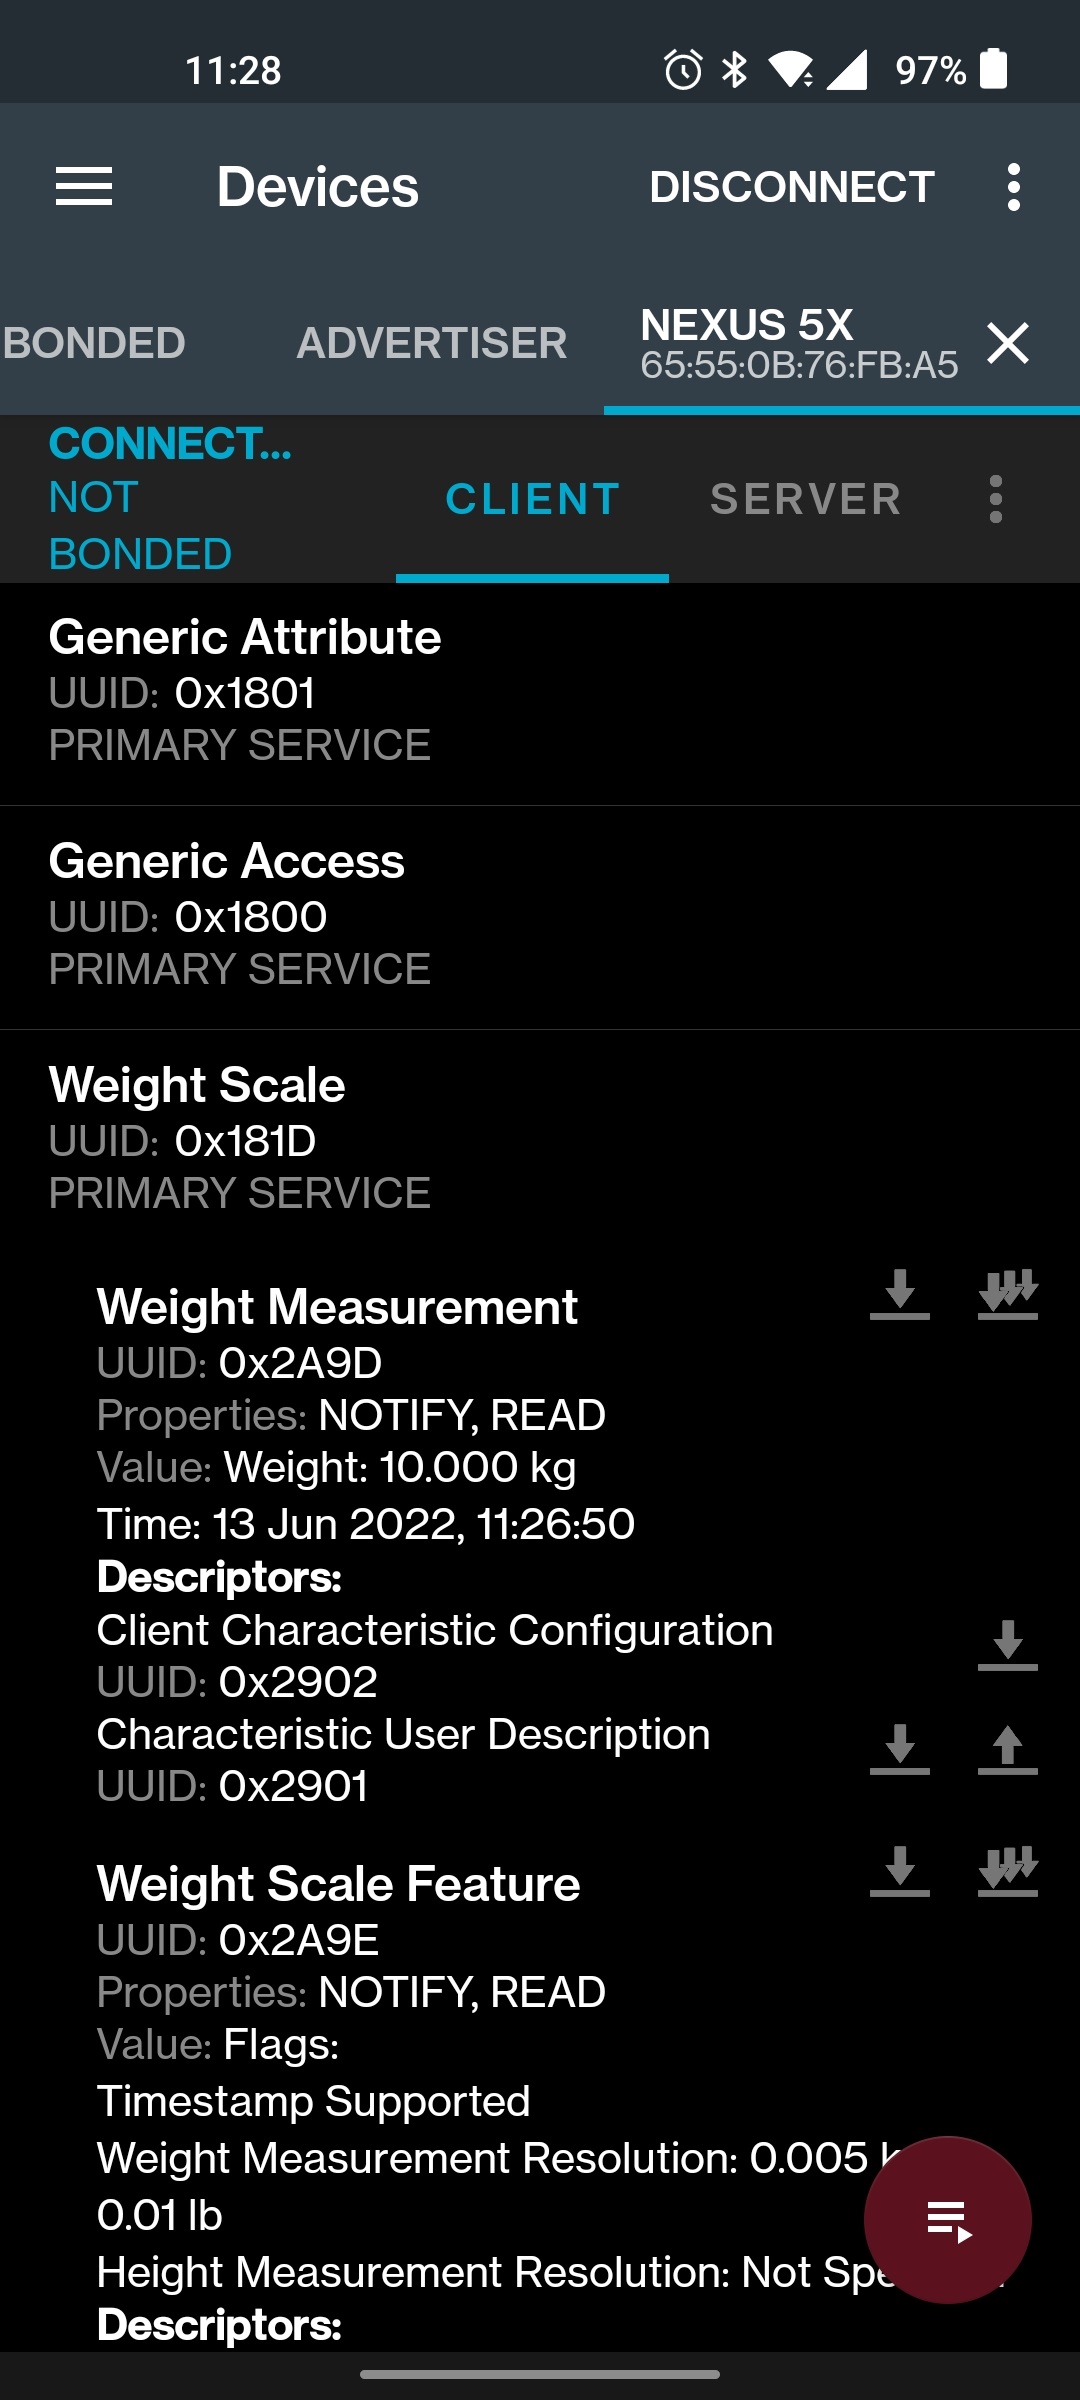 11:28
97%
Devices
DISCONNECT
BONDED
ADVERTISER
NEXUS 5X
65:55:0B:76:FB:A5
CONNECT...
NOT
BONDED
CLIENT
SERVER
Generic Attribute
UUID: 0x1801
PRIMARY SERVICE
Generic Access
UUID: 0x1800
PRIMARY SERVICE
Weight Scale
UUID: 0x181D
PRIMARY SERVICE
Weight Measurement
UUID: 0x2A9D
Properties: NOTIFY, READ
Value: Weight: 10.000 kg
Time: 13 Jun 2022, 11:26:50
Descriptors:
Client Characteristic Configuration
UUID: 0x2902
Characteristic User Description
UUID: 0x2901
Weight Scale Feature
UUID: 0x2A9E
Properties: NOTIFY, READ
Value: Flags:
Timestamp Supported
Weight Measurement Resolution: 0.005
0.01 lb
Height Measurement Resolution: Not
Descriptors: